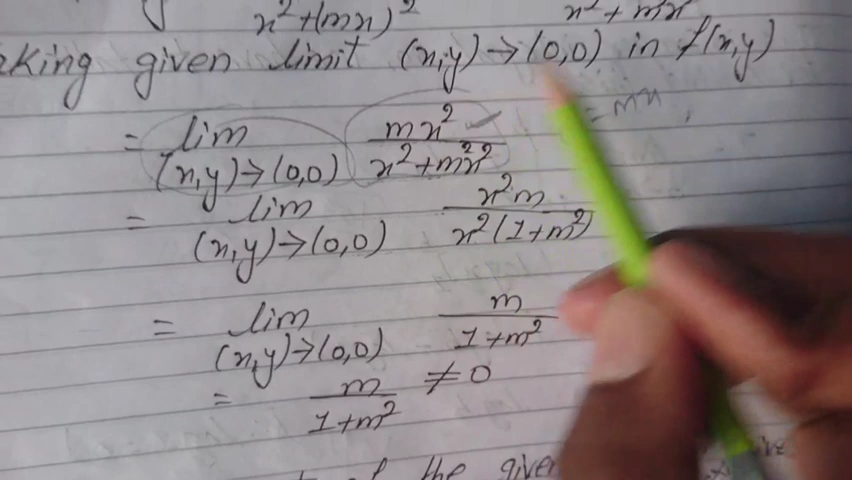 x²+(mx)² x²+mx
king given limit (x,y)→(0,0) in f(x,y)
= lim mx²/x²+m²x² = mx
(x,y)→(0,0)
= lim x²m/x²(1+m²)
(x,y)→(0,0)
= lim m/1+m²
(x,y)→(0,0)
= m/1+m² ≠0
the given